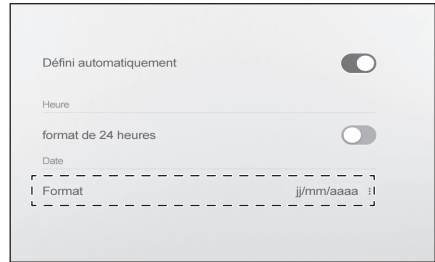 Défini automatiquement
Heure
format de 24 heures
Date
Format jj/mm/aaaa